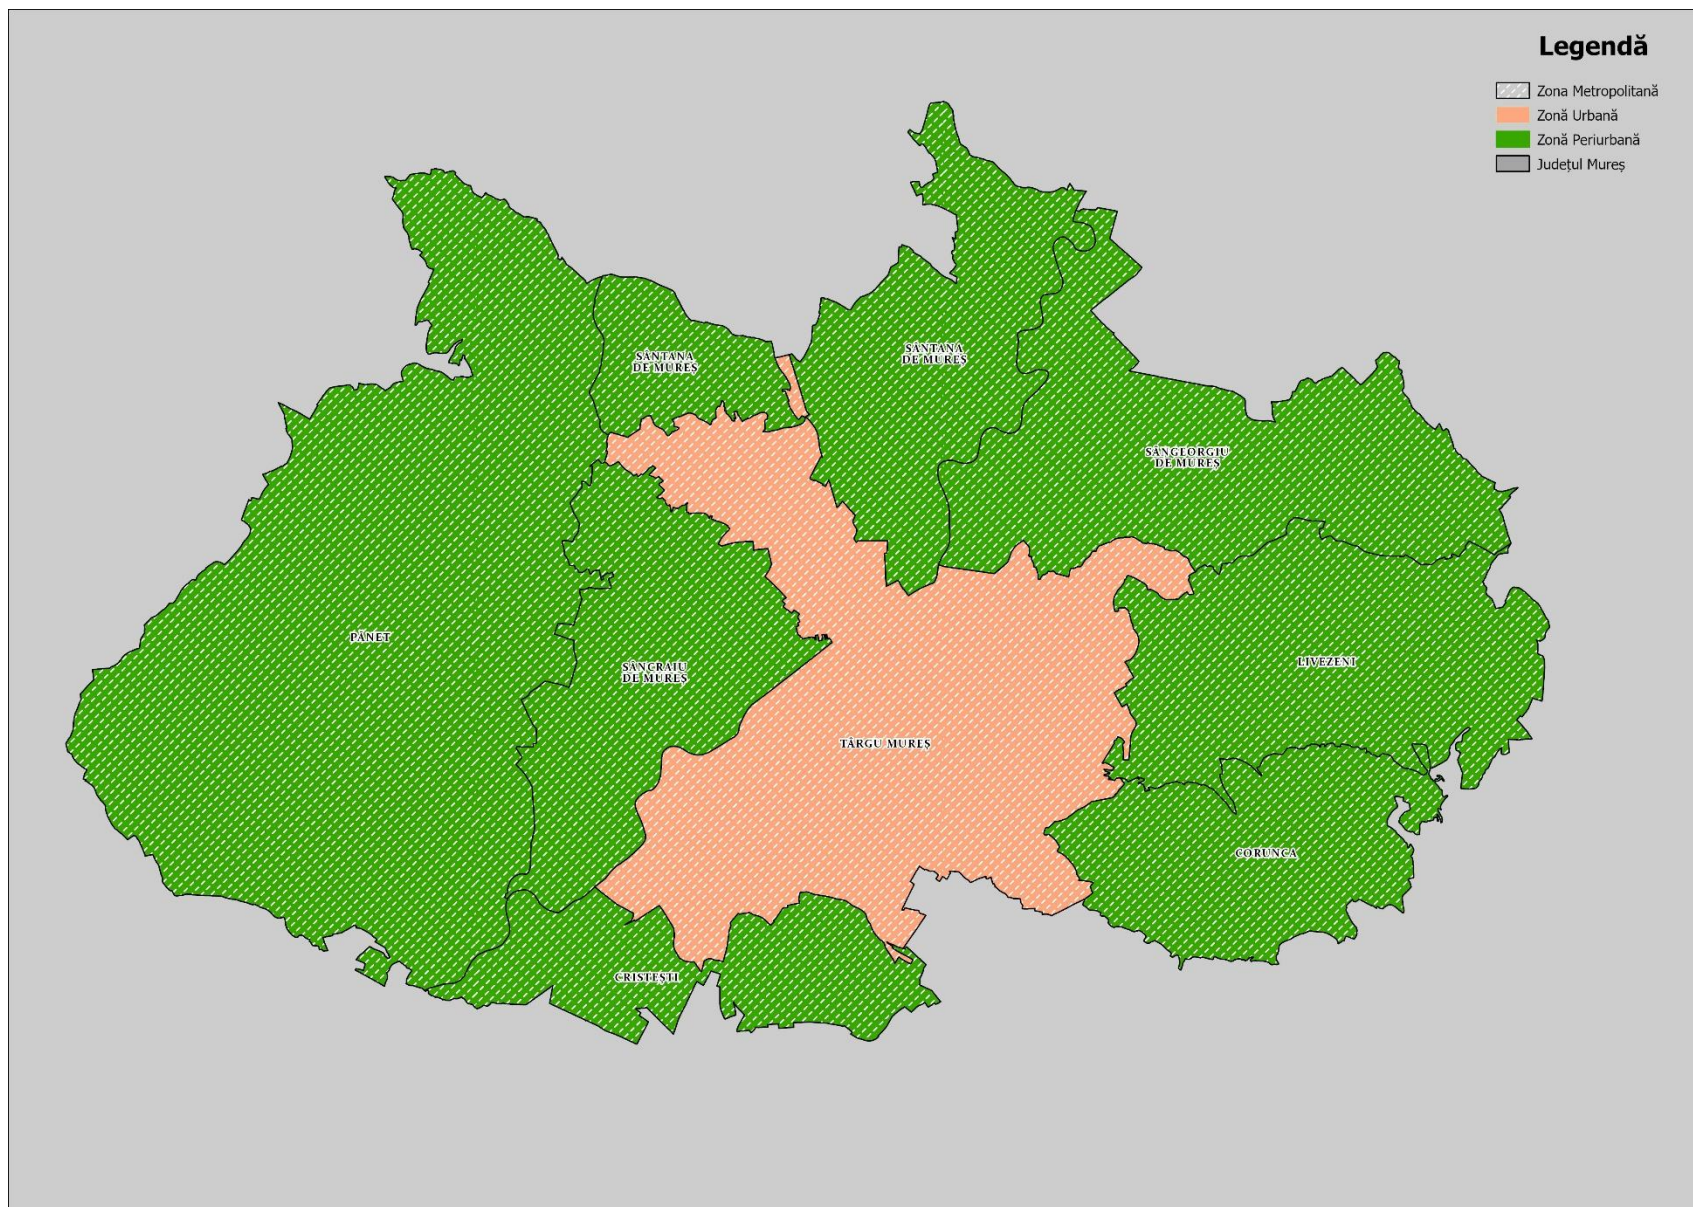 Legendă
Zona Metropolitană
Zonă Urbană
Zonă Periurbană
Județul Mureș
SÂNTANA
DE MUREȘ
SÂNTANA
DE MUREȘ
SÂNGEORGIU
DE MUREȘ
PĂNET
SÂNCRAIU
DE MUREȘ
LIVEZENI
TÂRGU MUREȘ
CORUNCA
CRISTEȘTI